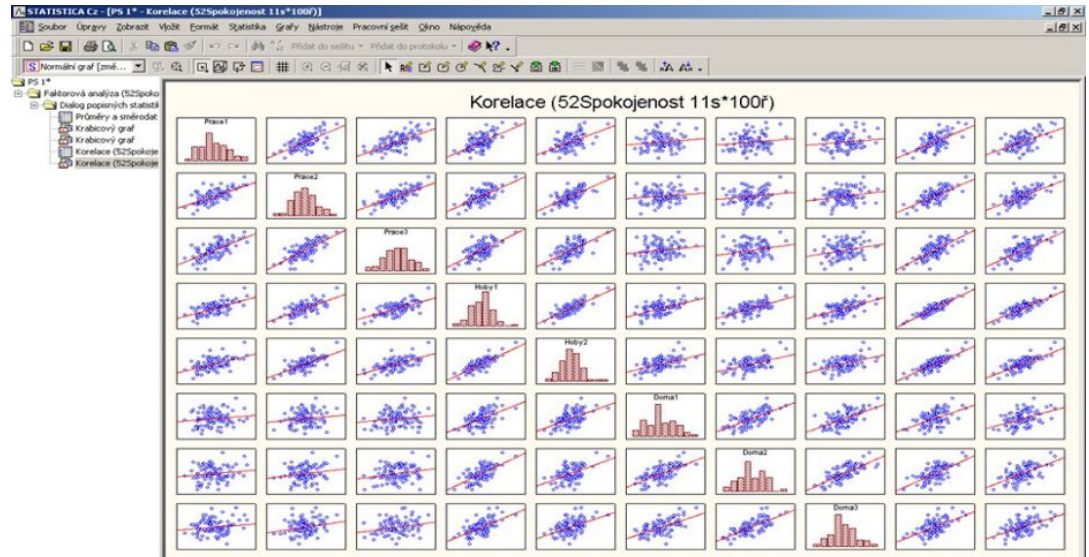 STATISTICA Cz - [PS 1* - Korelace (52Spokojenost 11s*100ř)]
Soubor Úpravy Zobrazit Vložit Formát Statistika Grafy Nástroje Pracovní sešit Okno Nápověda
Přidat do sešitu Přidat do protokolu
Normální graf [změ...
PS 1*
Faktorová analýza (52Spoko
Dialog popisných statistik
Průměry a směrodat
Krabicový graf
Krabicový graf
Korelace (52Spokoje
Korelace (52Spokoje
Korelace (52Spokojenost 11s*100ř)
Prace1
Prace2
Prace3
Hoby1
Hoby2
Doma1
Doma2
Doma3